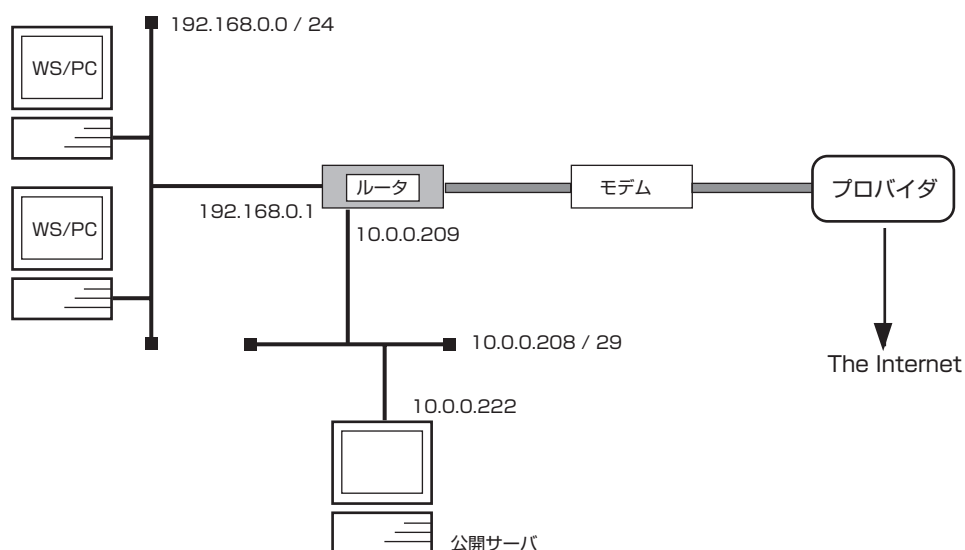 192.168.0.0 / 24
WS/PC
ルータ
モデム
プロバイダ
192.168.0.1
WS/PC
10.0.0.209
10.0.0.208 / 29
The Internet
10.0.0.222
公開サーバ